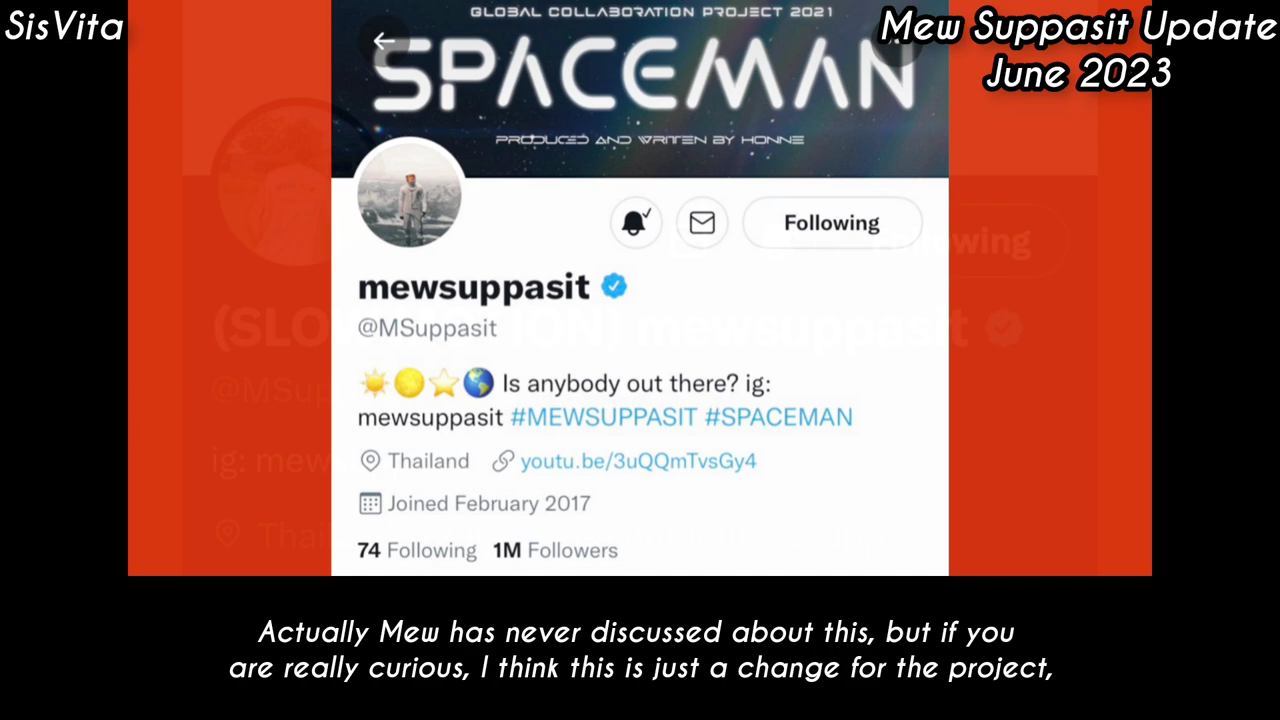 SisVita
Mew Suppasit Update
June 2023
GLOBAL COLLABORATION PROJECT 2021
SPACEMAN
PRODUCED AND WRITTEN BY HONNE
Following
mewsuppasit
@MSuppasit
☀️🌕⭐🌎 Is anybody out there? ig:
mewsuppasit #MEWSUPPASIT #SPACEMAN
Thailand youtu.be/3uQQmTvsGy4
Joined February 2017
74 Following 1M Followers
Actually Mew has never discussed about this, but if you
are really curious, I think this is just a change for the project,